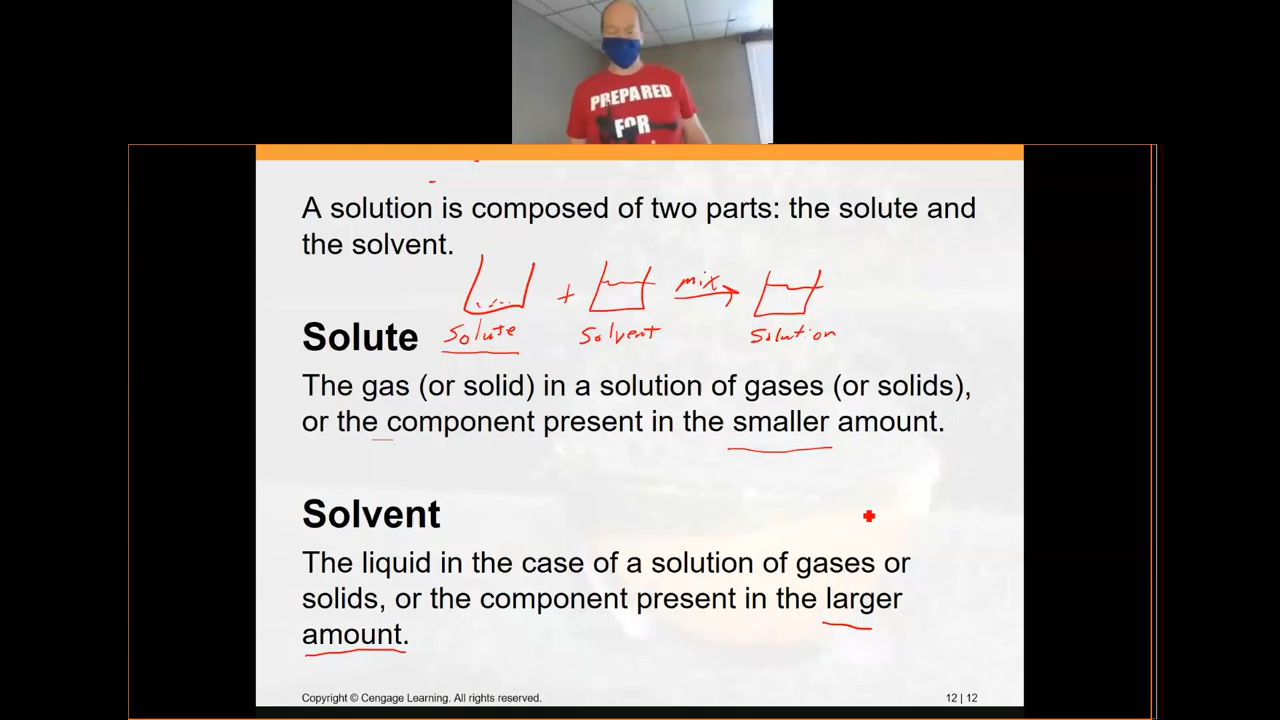 PREPARED
FOR
A solution is composed of two parts: the solute and
the solvent.
+ mix
Solute Solvent Solution
Solute
The gas (or solid) in a solution of gases (or solids),
or the component present in the smaller amount.
Solvent
The liquid in the case of a solution of gases or
solids, or the component present in the larger
amount.
Copyright © Cengage Learning. All rights reserved. 12 | 12